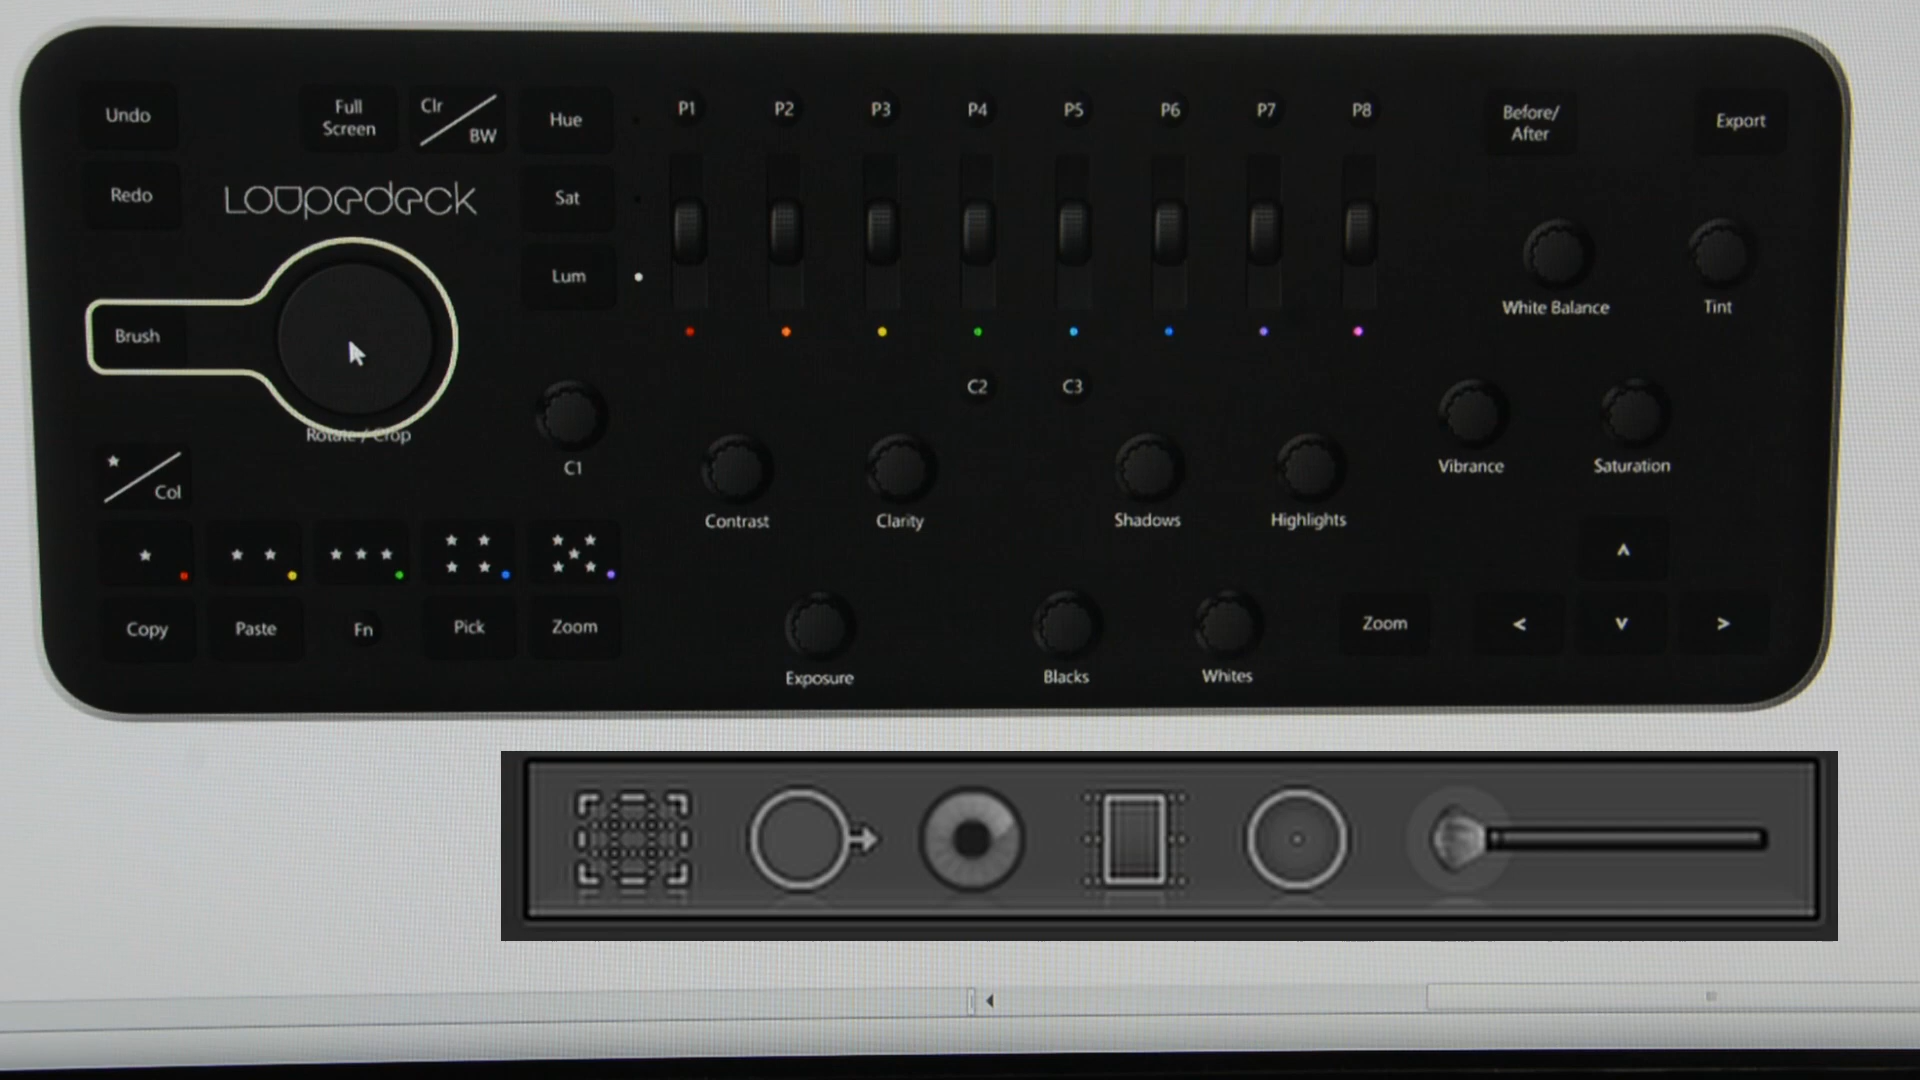 Undo
Full
Screen
Clr
BW
Hue
P1
P2
P3
P4
P5
P6
P7
P8
Before/
After
Export
Redo
Loupedeck
Sat
Lum
Brush
White Balance
Tint
Rotate / Crop
C1
C2
C3
Col
Contrast
Clarity
Shadows
Highlights
Vibrance
Saturation
Copy
Paste
Fn
Pick
Zoom
Exposure
Blacks
Whites
Zoom